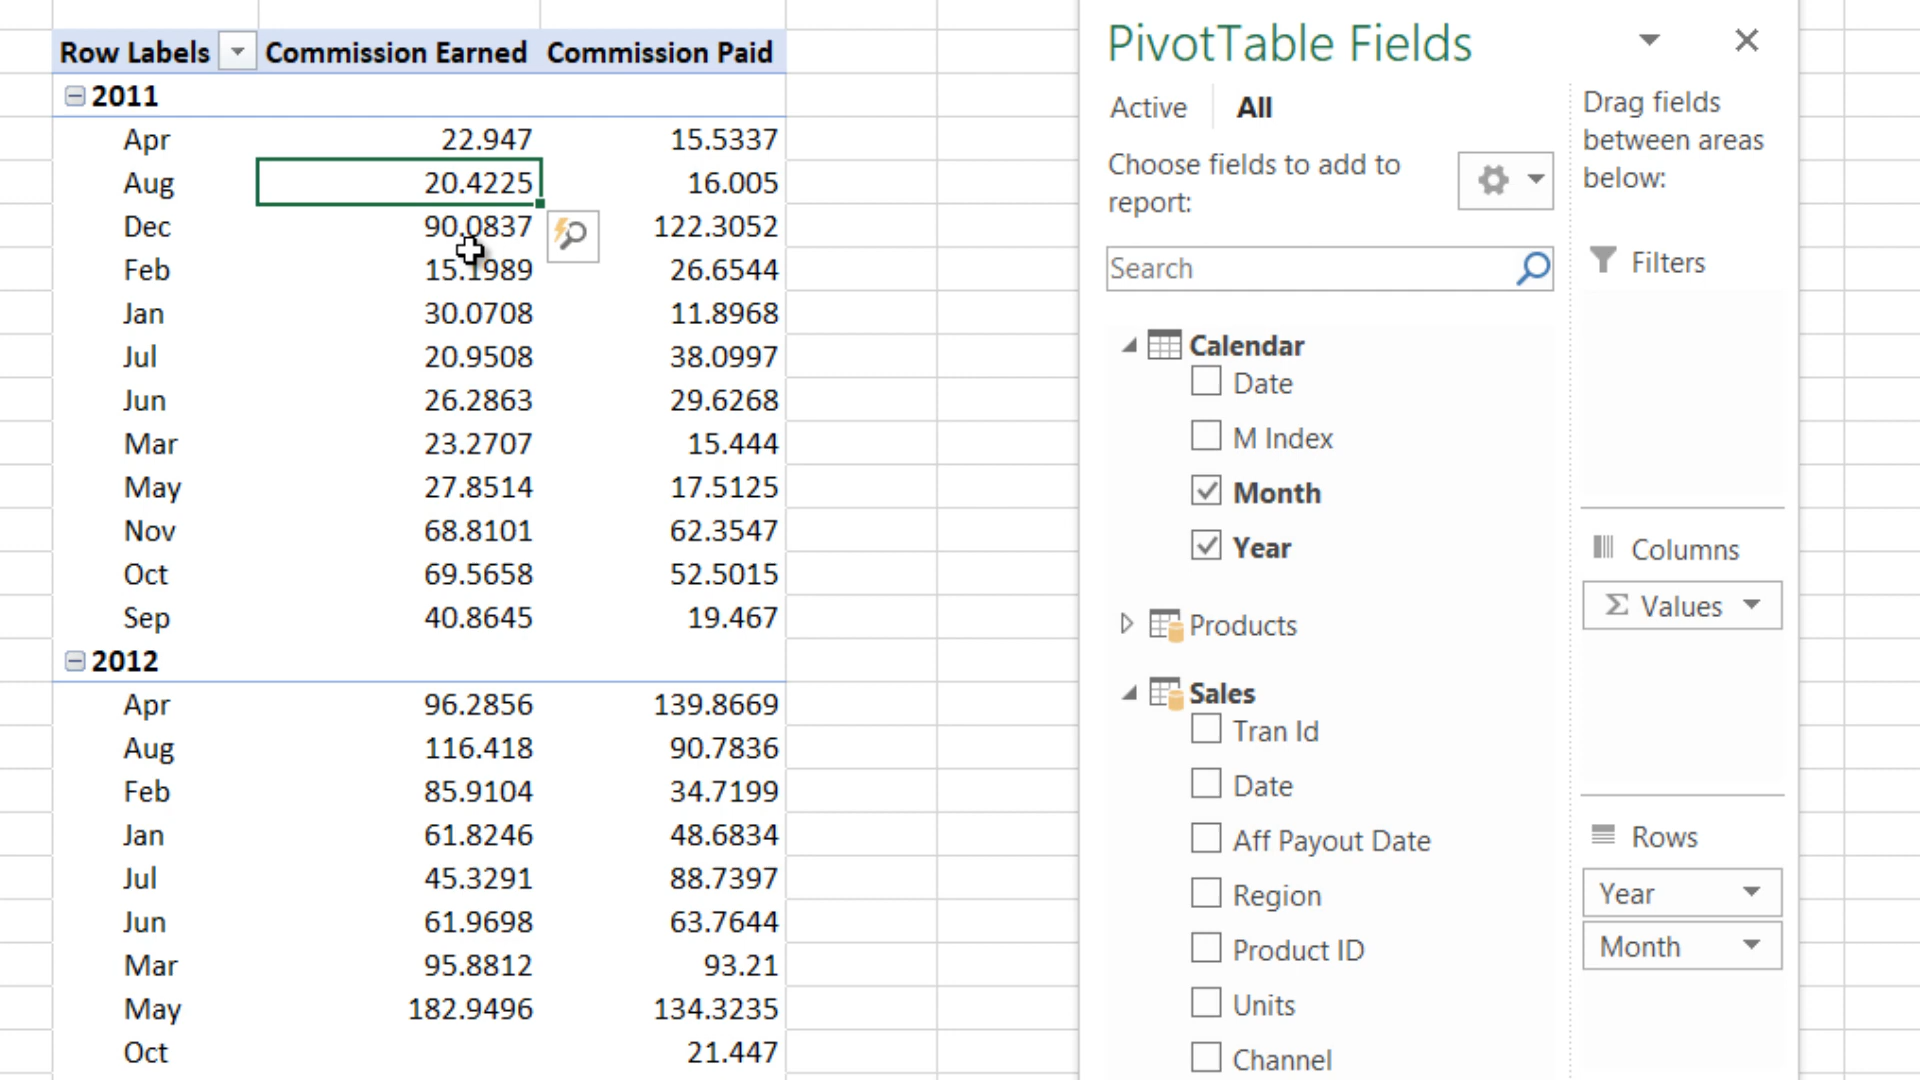 Row Labels Commission Earned Commission Paid
2011
Apr 22.947 15.5337
Aug 20.4225 16.005
Dec 90.0837 122.3052
Feb 15.1989 26.6544
Jan 30.0708 11.8968
Jul 20.9508 38.0997
Jun 26.2863 29.6268
Mar 23.2707 15.444
May 27.8514 17.5125
Nov 68.8101 62.3547
Oct 69.5658 52.5015
Sep 40.8645 19.467
2012
Apr 96.2856 139.8669
Aug 116.418 90.7836
Feb 85.9104 34.7199
Jan 61.8246 48.6834
Jul 45.3291 88.7397
Jun 61.9698 63.7644
Mar 95.8812 93.21
May 182.9496 134.3235
Oct 21.447
PivotTable Fields
Active All
Choose fields to add to
report:
Search
Calendar
Date
M Index
Month
Year
Products
Sales
Tran Id
Date
Aff Payout Date
Region
Product ID
Units
Channel
Drag fields
between areas
below:
Filters
Columns
Σ Values
Rows
Year
Month